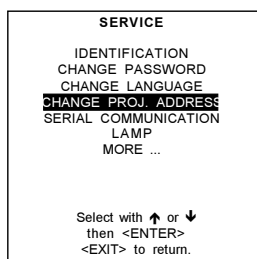 SERVICE
IDENTIFICATION
CHANGE PASSWORD
CHANGE LANGUAGE
CHANGE PROJ. ADDRESS
SERIAL COMMUNICATION
LAMP
MORE ...
Select with ↑ or ↓
then <ENTER>
<EXIT> to return.